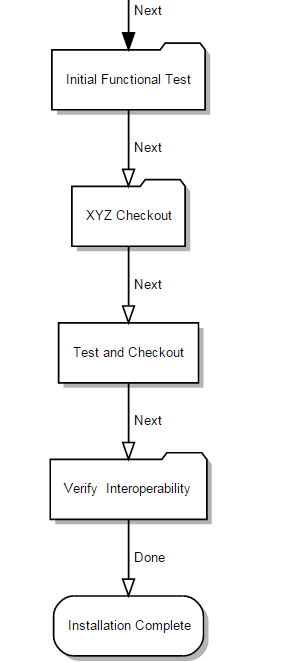 Next
Initial Functional Test
Next
XYZ Checkout
Next
Test and Checkout
Next
Verify  Interoperability
Done
Installation Complete